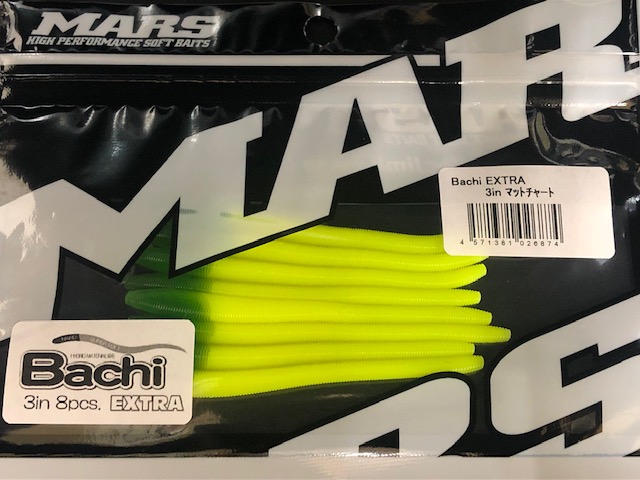 MARS
HIGH PERFORMANCE SOFT BAITS
MAR
Bachi EXTRA
3in マットチャート
4 571381 026874
Bachi
3in 8pcs. EXTRA
RS